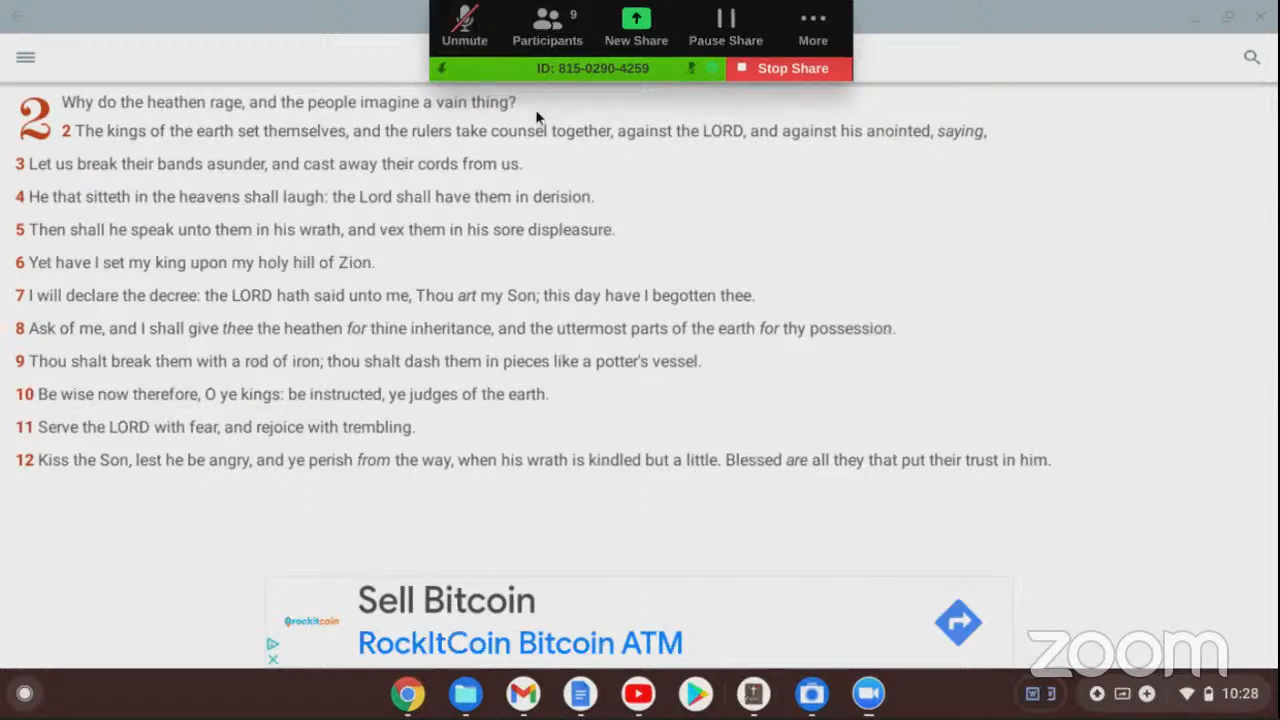 9
Unmute
Participants
New Share
Pause Share
More
ID: 815-0290-4259
Stop Share
2 Why do the heathen rage, and the people imagine a vain thing?
2 The kings of the earth set themselves, and the rulers take counsel together, against the LORD, and against his anointed, saying,
3 Let us break their bands asunder, and cast away their cords from us.
4 He that sitteth in the heavens shall laugh: the Lord shall have them in derision.
5 Then shall he speak unto them in his wrath, and vex them in his sore displeasure.
6 Yet have I set my king upon my holy hill of Zion.
7 I will declare the decree: the LORD hath said unto me, Thou art my Son; this day have I begotten thee.
8 Ask of me, and I shall give thee the heathen for thine inheritance, and the uttermost parts of the earth for thy possession.
9 Thou shalt break them with a rod of iron; thou shalt dash them in pieces like a potter's vessel.
10 Be wise now therefore, O ye kings: be instructed, ye judges of the earth.
11 Serve the LORD with fear, and rejoice with trembling.
12 Kiss the Son, lest he be angry, and ye perish from the way, when his wrath is kindled but a little. Blessed are all they that put their trust in him.
Sell Bitcoin
rockitcoin
RockItCoin Bitcoin ATM
zoom
W
10:28